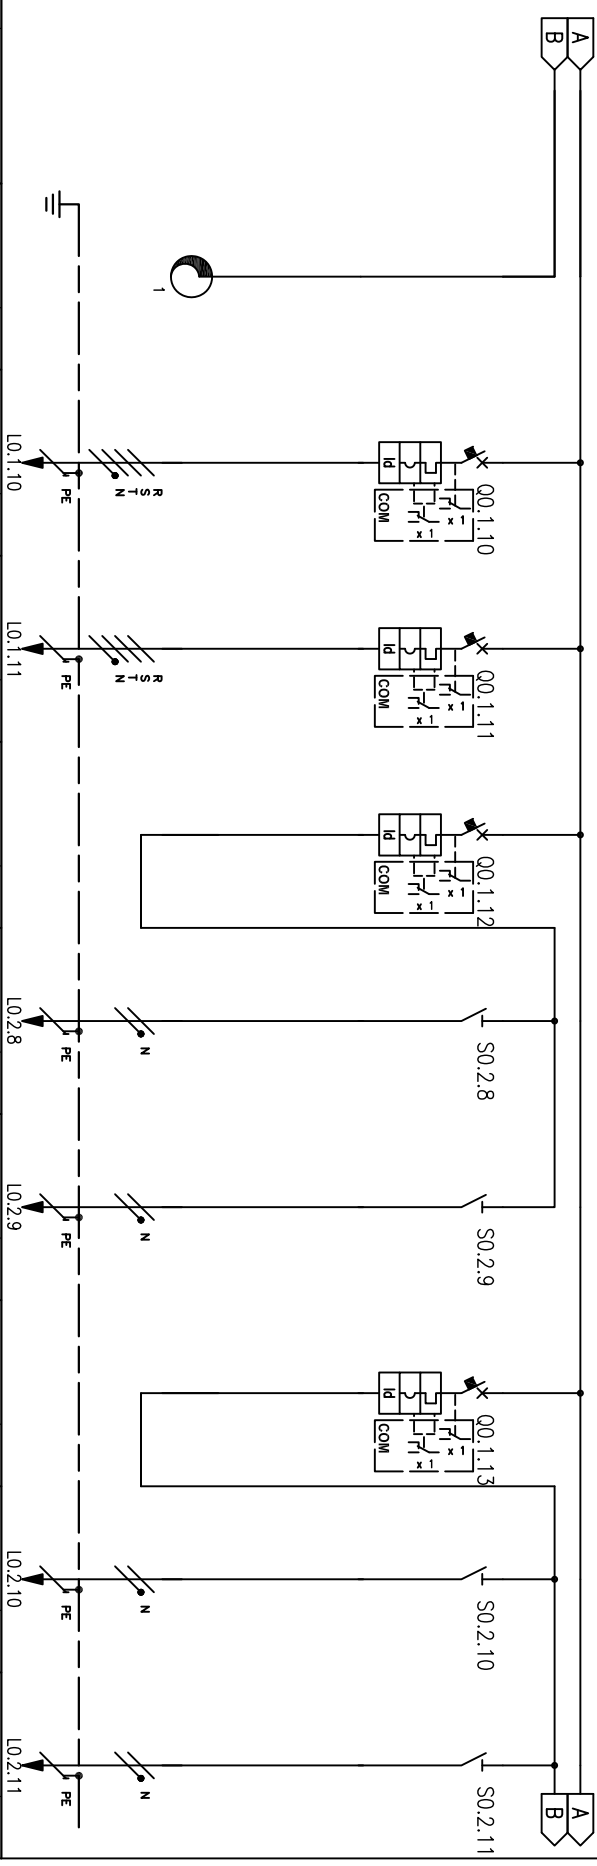 A
B
1
Q0.1.10
Id
COM
x 1
x 1
R
S
T
N
PE
L0.1.10
Q0.1.11
Id
COM
x 1
x 1
R
S
T
N
PE
L0.1.11
Q0.1.12
Id
COM
x 1
x 1
S0.2.8
N
PE
L0.2.8
S0.2.9
N
PE
L0.2.9
Q0.1.13
Id
COM
x 1
x 1
S0.2.10
N
PE
L0.2.10
S0.2.11
N
PE
L0.2.11
A
B